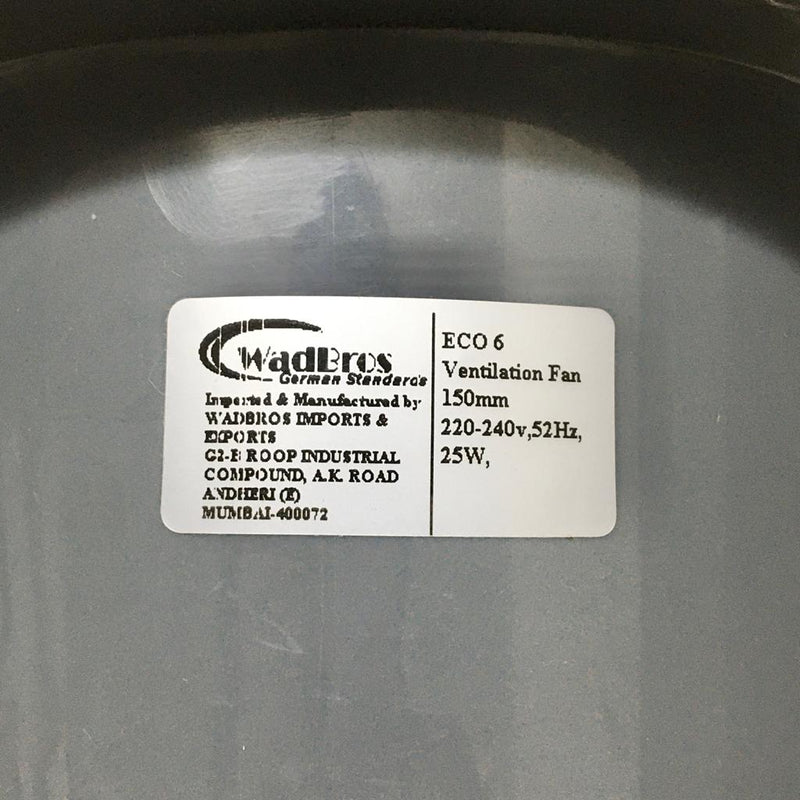 WadBros
German Standards
Imported & Manufactured by
WADBROS IMPORTS &
EXPORTS
G2-E ROOP INDUSTRIAL
COMPOUND, A.K. ROAD
ANDHERI (E)
MUMBAI-400072
ECO 6
Ventilation Fan
150mm
220-240v,52Hz,
25W,